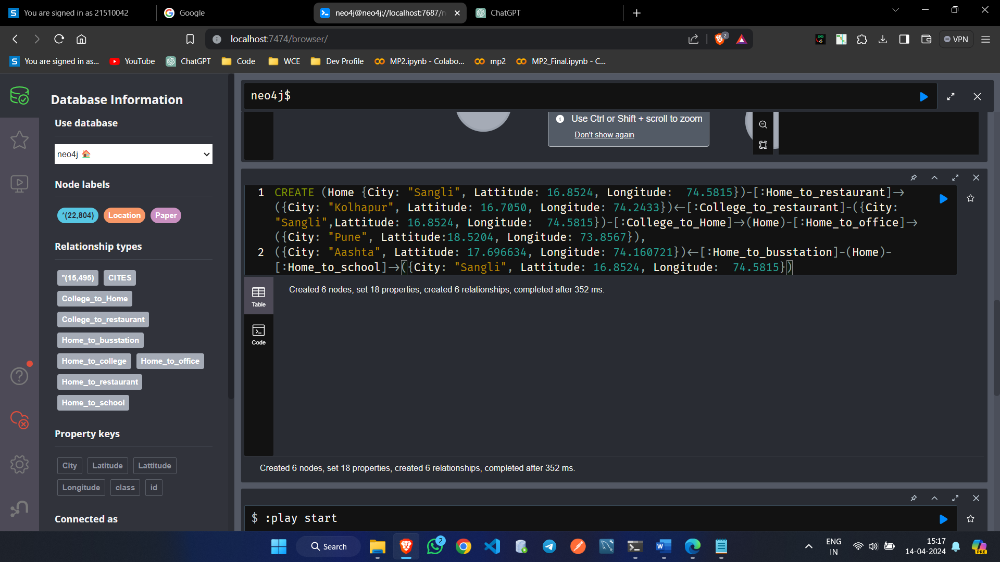 You are signed in as 21510042
Google
neo4j@neo4j://localhost:7687/n
ChatGPT
localhost:7474/browser/
2
VPN
You are signed in as...
YouTube
ChatGPT
Code
WCE
Dev Profile
MP2.ipynb - Colabo...
mp2
MP2_Final.ipynb - C...
Database Information
Use database
neo4j
Node labels
*(22,804)
Location
Paper
Relationship types
*(15,495)
CITES
College_to_Home
College_to_restaurant
Home_to_busstation
Home_to_college
Home_to_office
Home_to_restaurant
Home_to_school
Property keys
City
Latitude
Lattitude
Longitude
class
id
Connected as
neo4j$
Use Ctrl or Shift + scroll to zoom
Don't show again
1 CREATE (Home {City: "Sangli", Lattitude: 16.8524, Longitude:  74.5815})-[:Home_to_restaurant]->
({City: "Kolhapur", Lattitude: 16.7050, Longitude: 74.2433})<-[:College_to_restaurant]-({City:
"Sangli",Lattitude: 16.8524, Longitude:  74.5815})-[:College_to_Home]->(Home)-[:Home_to_office]->
({City: "Pune", Lattitude:18.5204, Longitude: 73.8567}),
2 ({City: "Aashta", Lattitude: 17.696634, Longitude: 74.160721})<-[:Home_to_busstation]-(Home)-
[:Home_to_school]->({City: "Sangli", Lattitude: 16.8524, Longitude:  74.5815})
Table
Created 6 nodes, set 18 properties, created 6 relationships, completed after 352 ms.
Code
Created 6 nodes, set 18 properties, created 6 relationships, completed after 352 ms.
$ :play start
Search
2
ENG
IN
15:17
14-04-2024
PRE